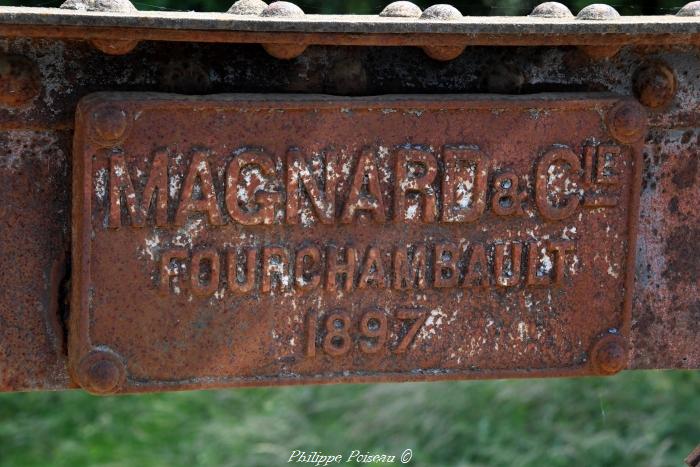 MAGNARD & CIE
FOURCHAMBAULT
1897
Philippe Poiseau ©